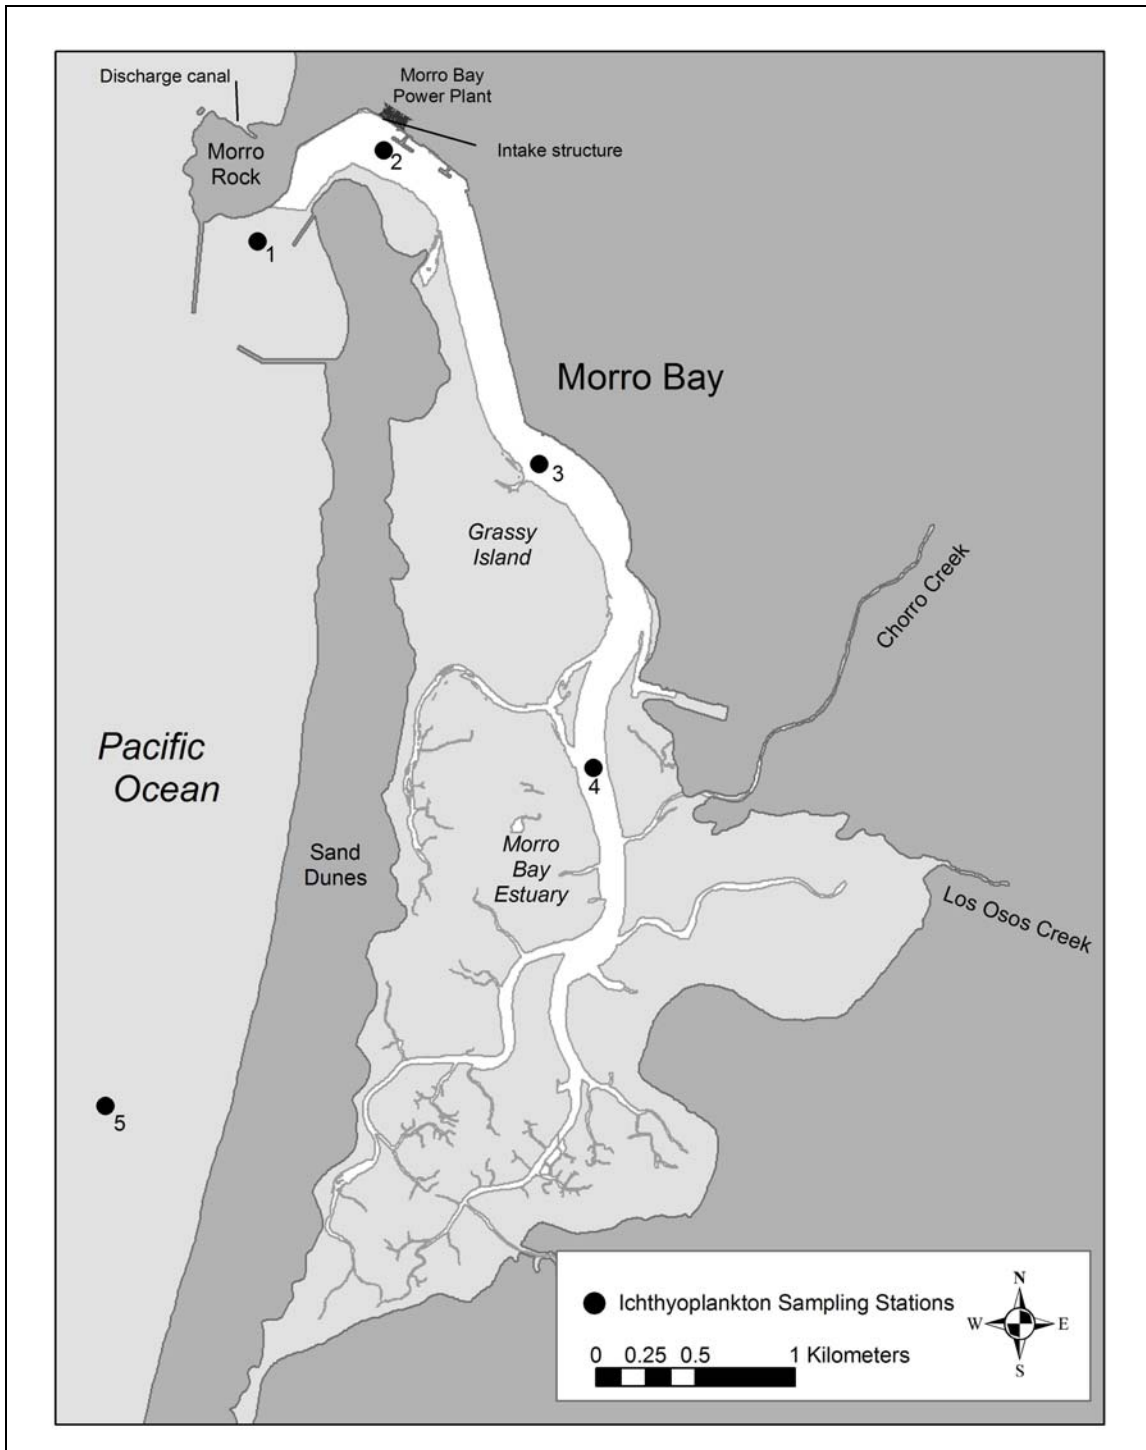 Discharge canal
Morro Bay
Power Plant
Intake structure
Morro
Rock
2
1
Morro Bay
3
Grassy
Island
Chorro Creek
Pacific
Ocean
4
Morro
Bay
Estuary
Sand
Dunes
Los Osos Creek
5
Ichthyoplankton Sampling Stations
N
W E
S
0 0.25 0.5 1 Kilometers